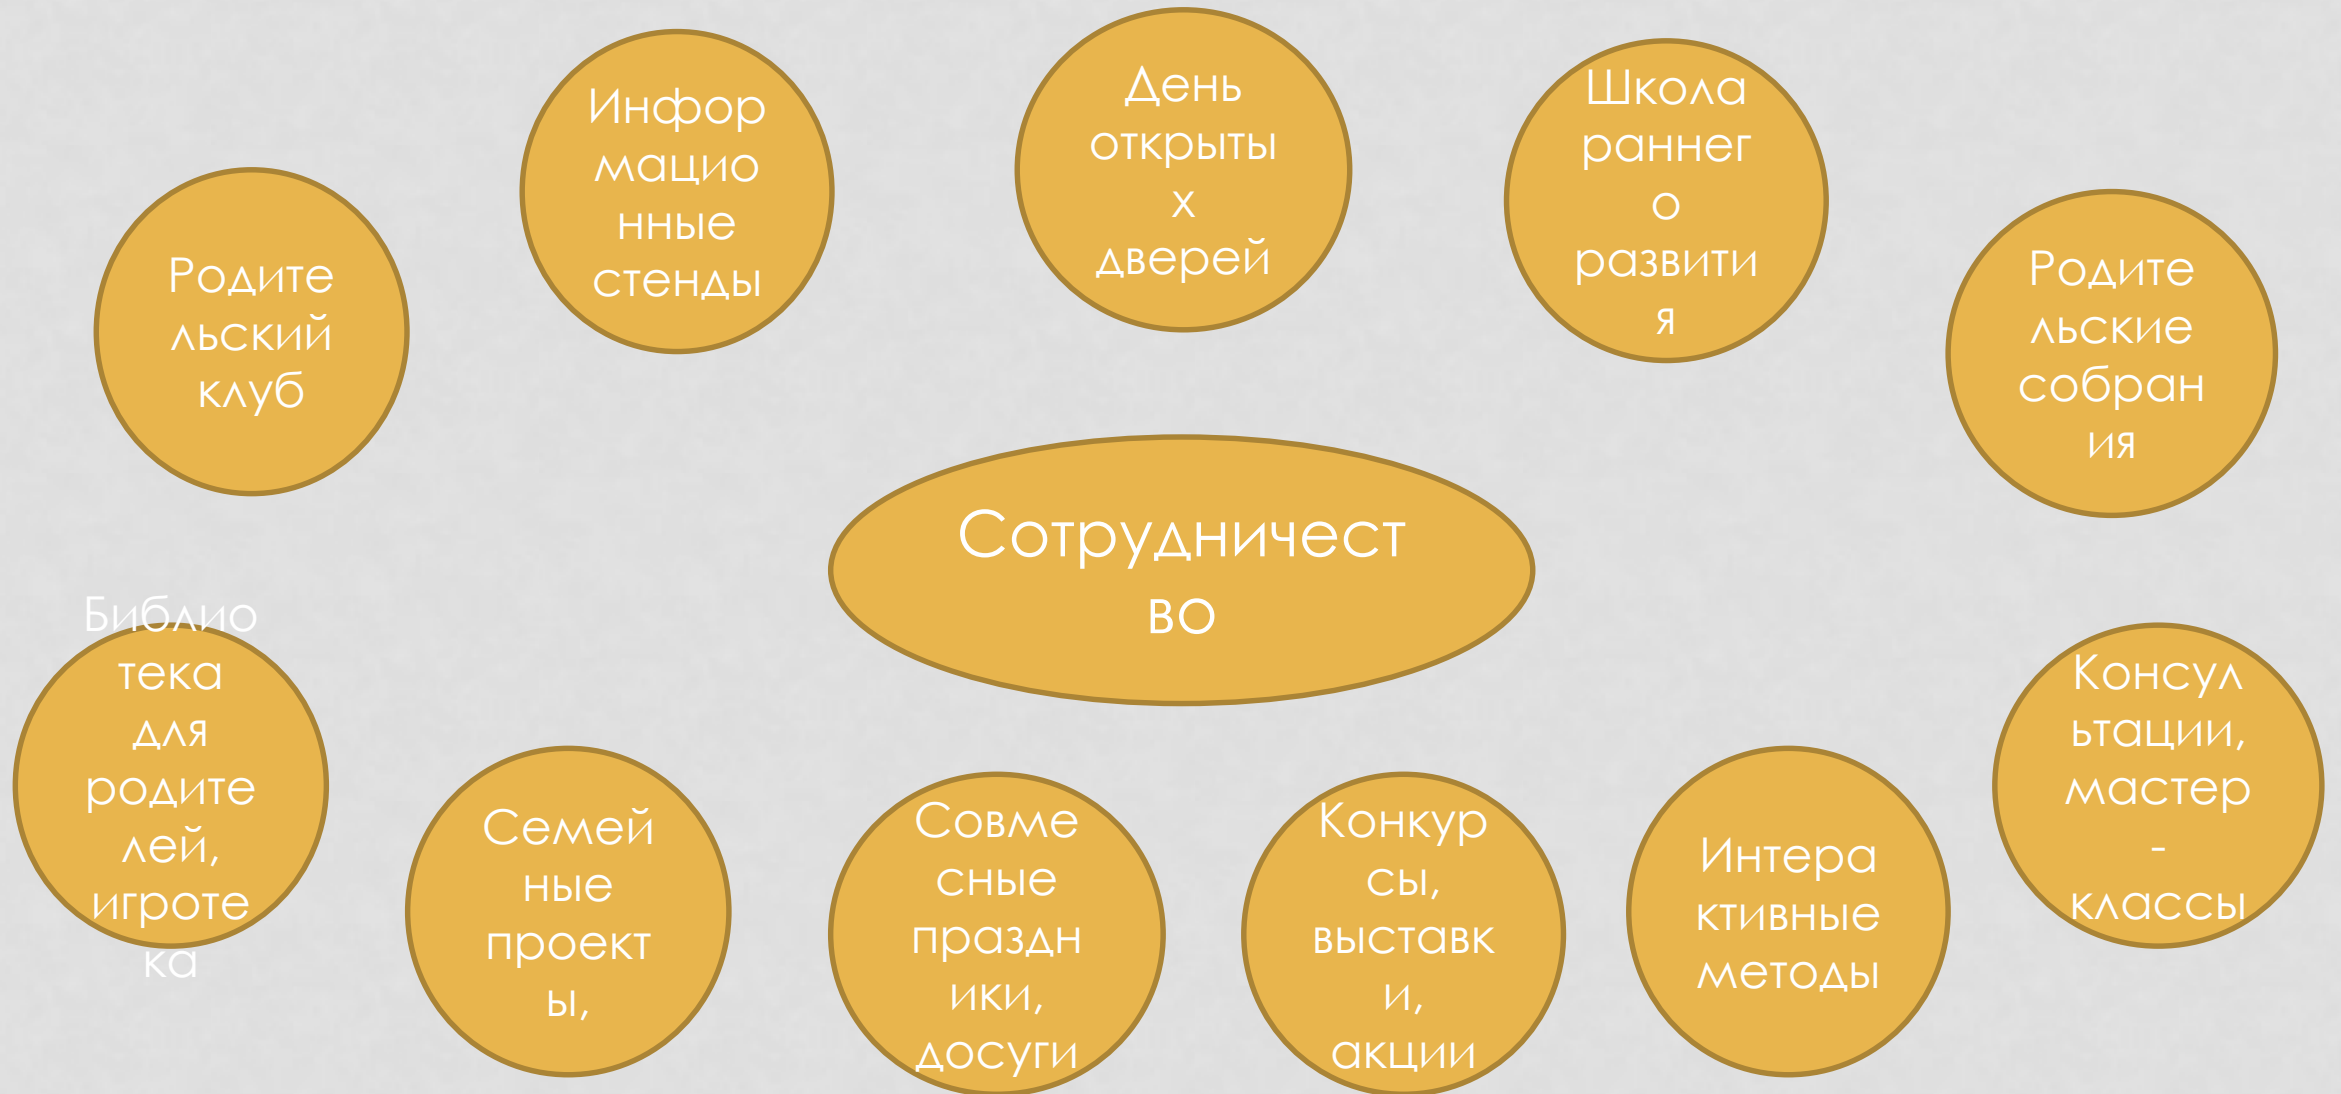 Родите
льский
клуб
Инфор
мацио
нные
стенды
День
открыты
х
дверей
Школа
раннег
о
развити
я
Родите
льские
собран
ия
Сотрудничест
во
Библио
тека
для
родите
лей,
игроте
ка
Семей
ные
проект
ы,
Совме
сные
праздн
ики,
досуги
Конкур
сы,
выставк
и,
акции
Интера
ктивные
методы
Консул
ьтации,
мастер
-
классы